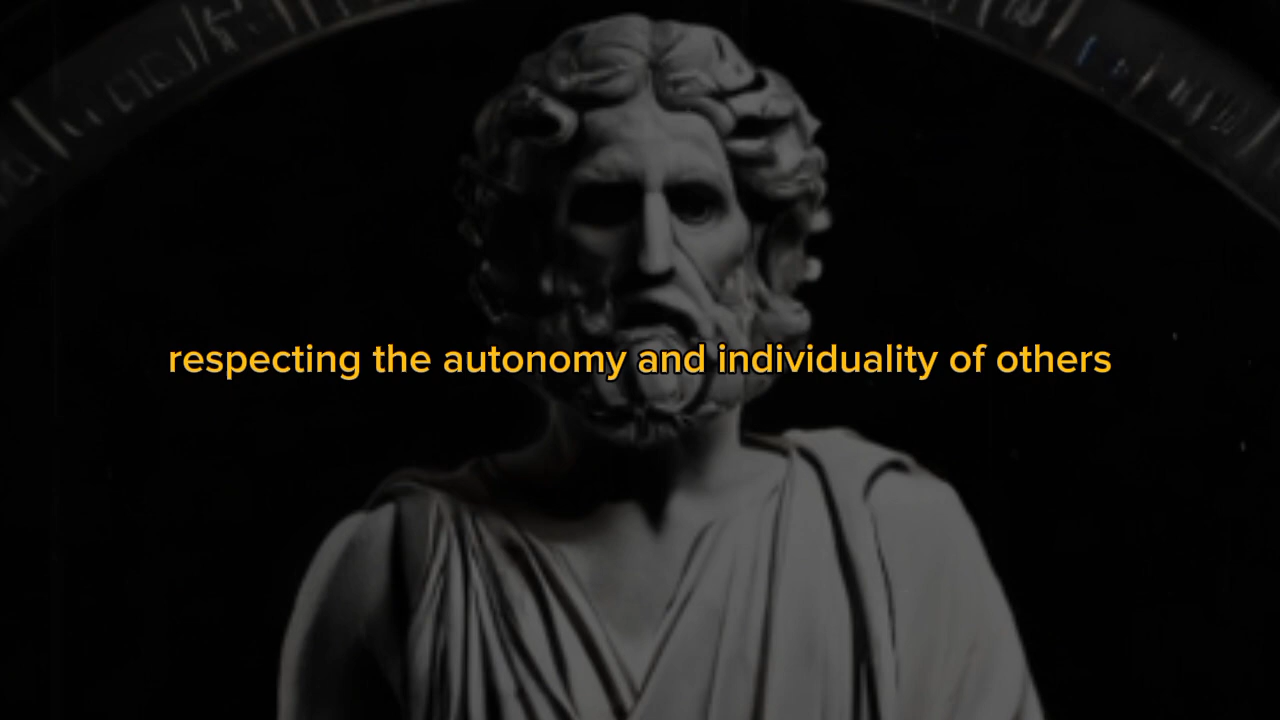 respecting the autonomy and individuality of others